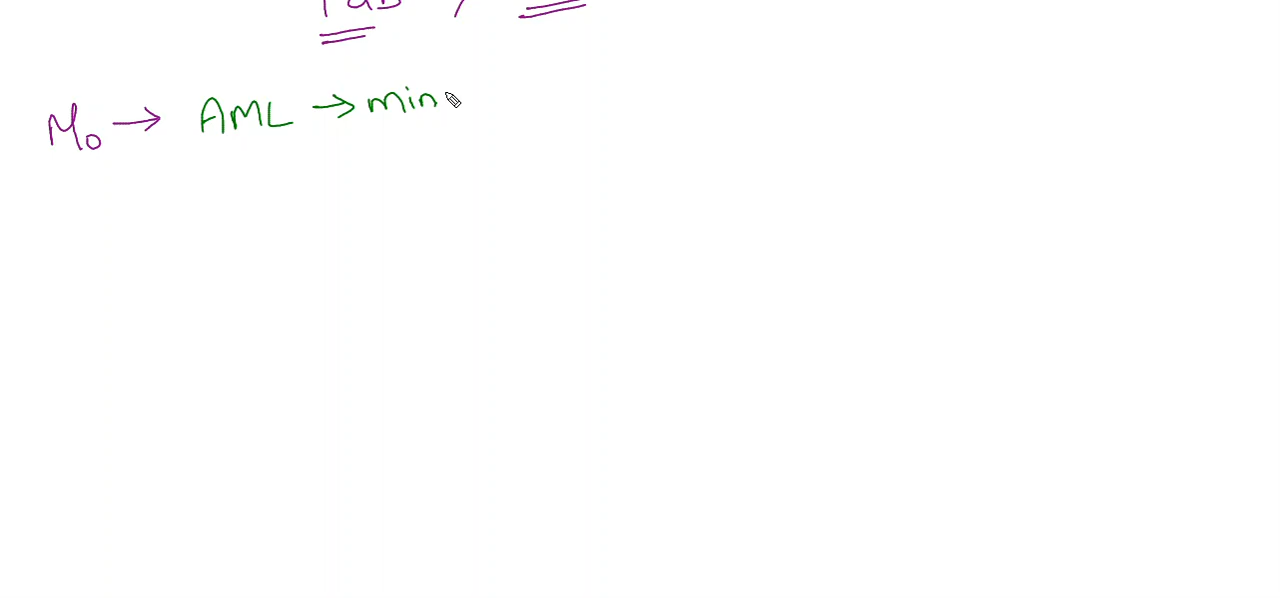 M0 → AML → min